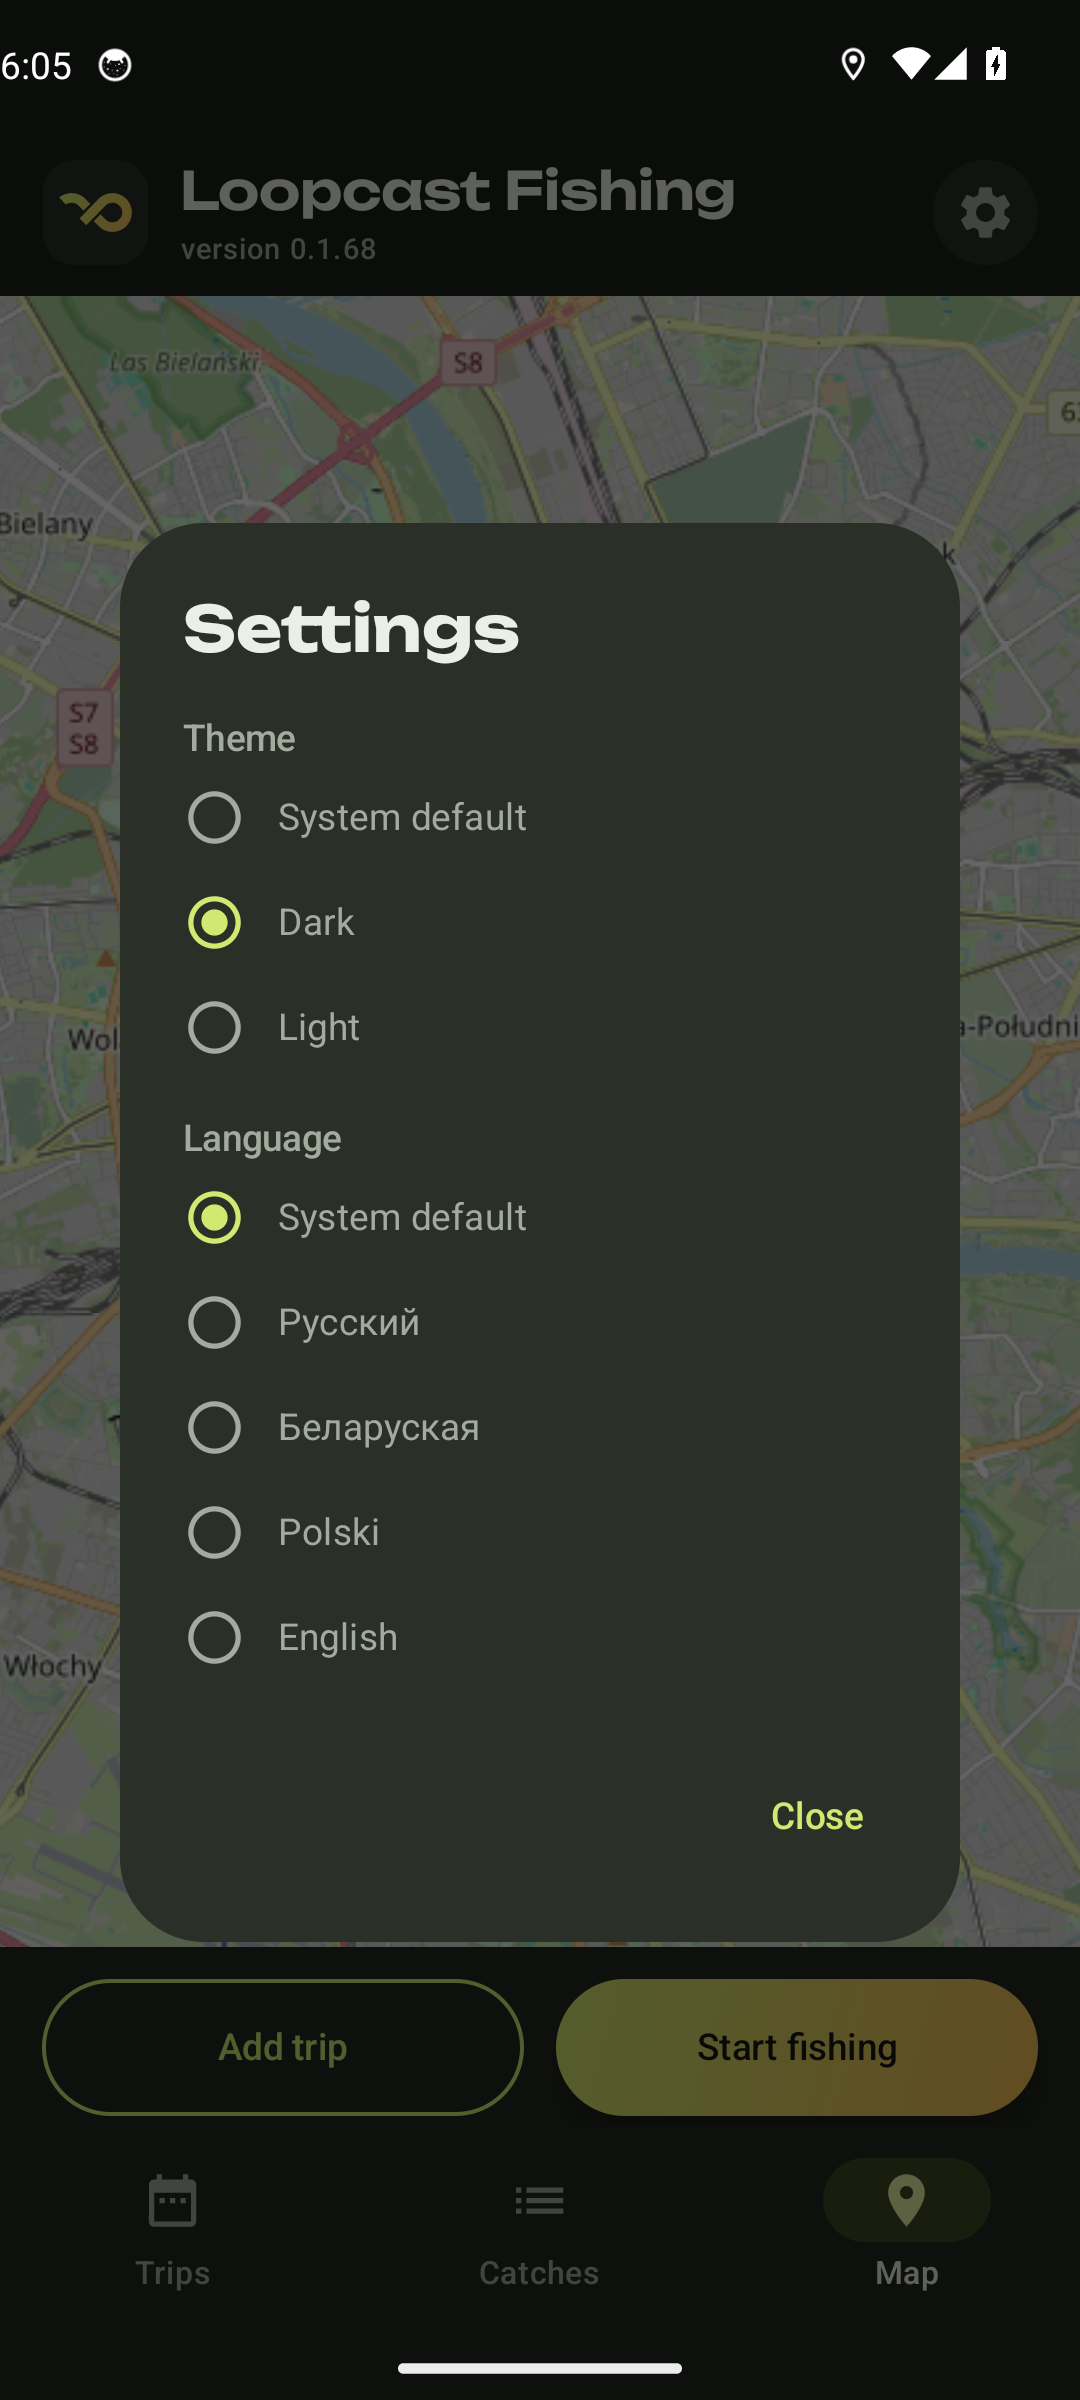 6:05
Loopcast Fishing
version 0.1.68
Las Bielański
S8
Bielany
Settings
S7
S8
Theme
System default
Dark
Light
Language
System default
Русский
Беларуская
Polski
English
Włochy
Close
Add trip
Start fishing
Trips
Catches
Map